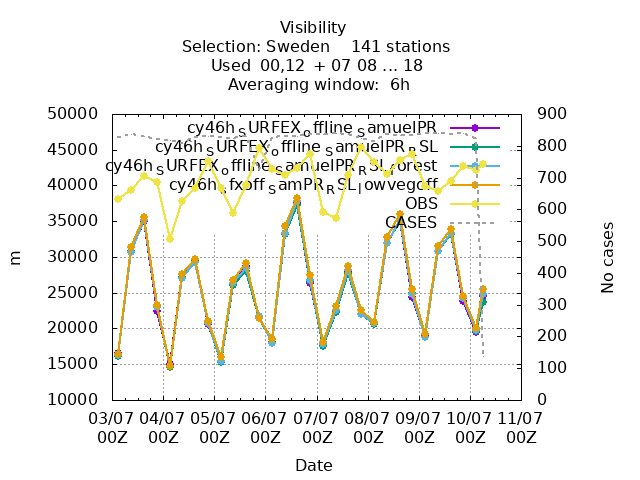 Visibility
Selection: Sweden 141 stations
Used 00,12 + 07 08 ... 18
Averaging window: 6h
50000
45000
40000
35000
30000
25000
20000
15000
10000
m
900
800
700
600
500
400
300
200
100
0
No cases
cy46h_SURFEX_offline_SamuelPR
cy46h_SURFEX_offline_SamuelPR_RSL
cy46h_SURFEX_offline_SamuelPR_RSL_forest
cy46h_sfxoff_SamPR_RSL_lowvegoff
OBS
CASES
03/07 04/07 05/07 06/07 07/07 08/07 09/07 10/07 11/07
00Z 00Z 00Z 00Z 00Z 00Z 00Z 00Z 00Z
Date